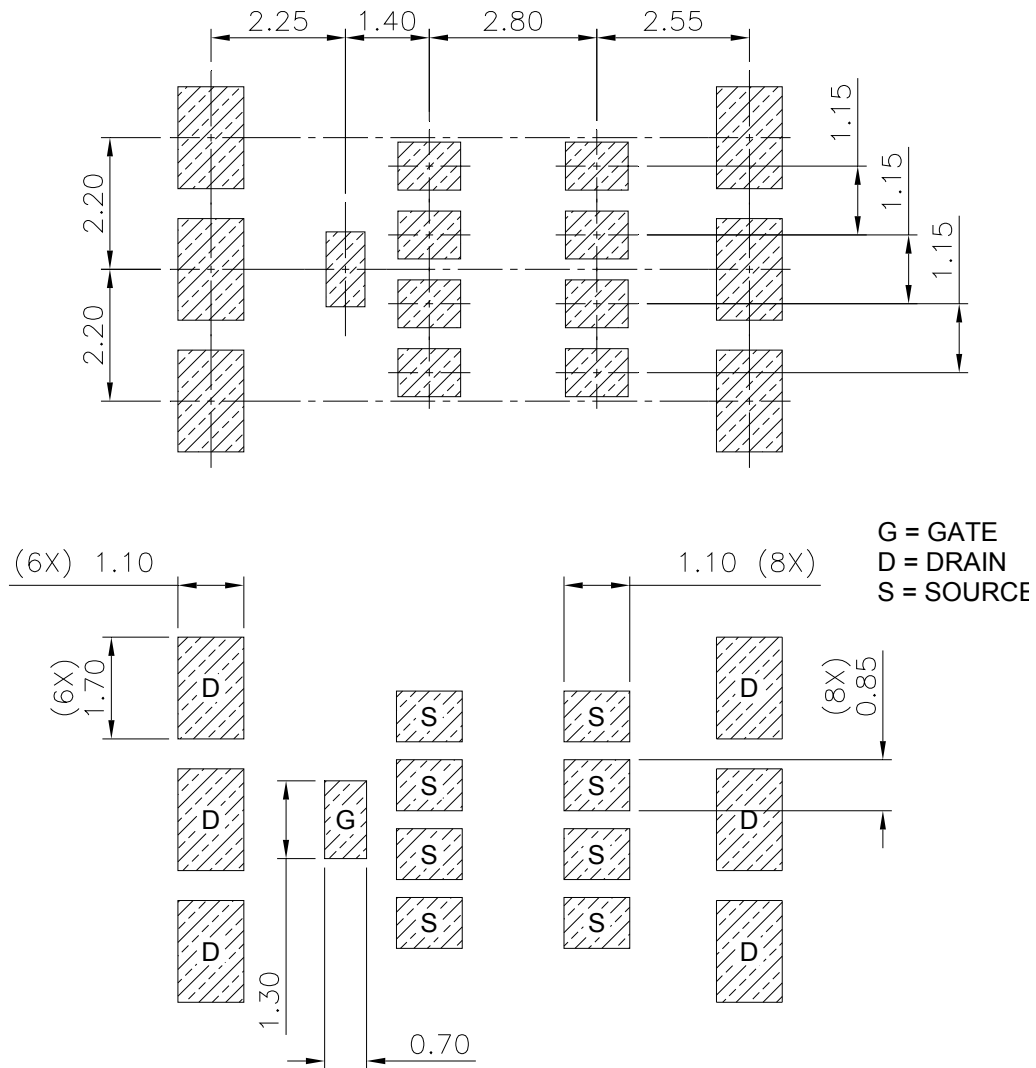 2.25 1.40 2.80 2.55
1.15
1.15
1.15
2.20
2.20
G = GATE
D = DRAIN
S = SOURCE
(6X) 1.10
1.10 (8X)
(6X)
1.70
(8X)
0.85
D
D
S
S
S
S
D
G
D
S
S
S
S
D
D
1.30
0.70